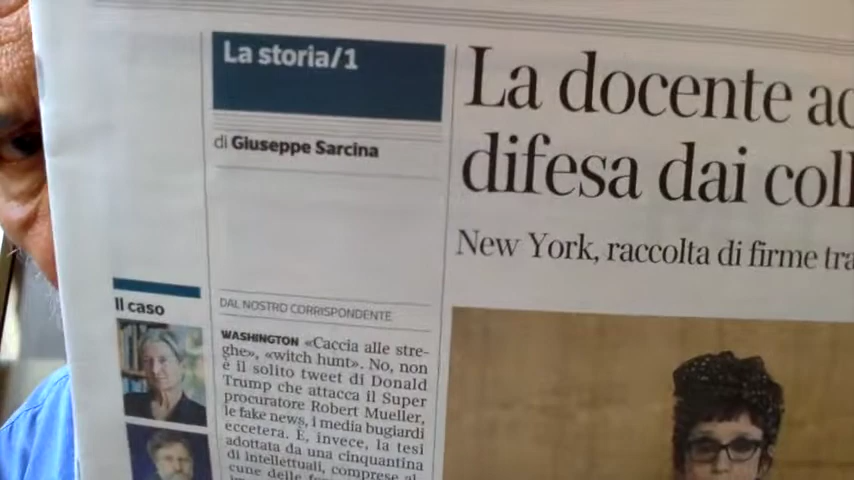 La storia/1
di Giuseppe Sarcina
La docente
difesa dai
New York, raccolta di firme
Il caso
DAL NOSTRO CORRISPONDENTE
WASHINGTON «Caccia alle stre-
ghe», «witch hunt». No, non
è il solito tweet di Donald
Trump che attacca il Super
procuratore Robert Mueller,
le fake news, i media bugiardi
eccetera. È, invece, la tesi
adottata da una cinquantina
di intellettuali, comprese al-
cune delle